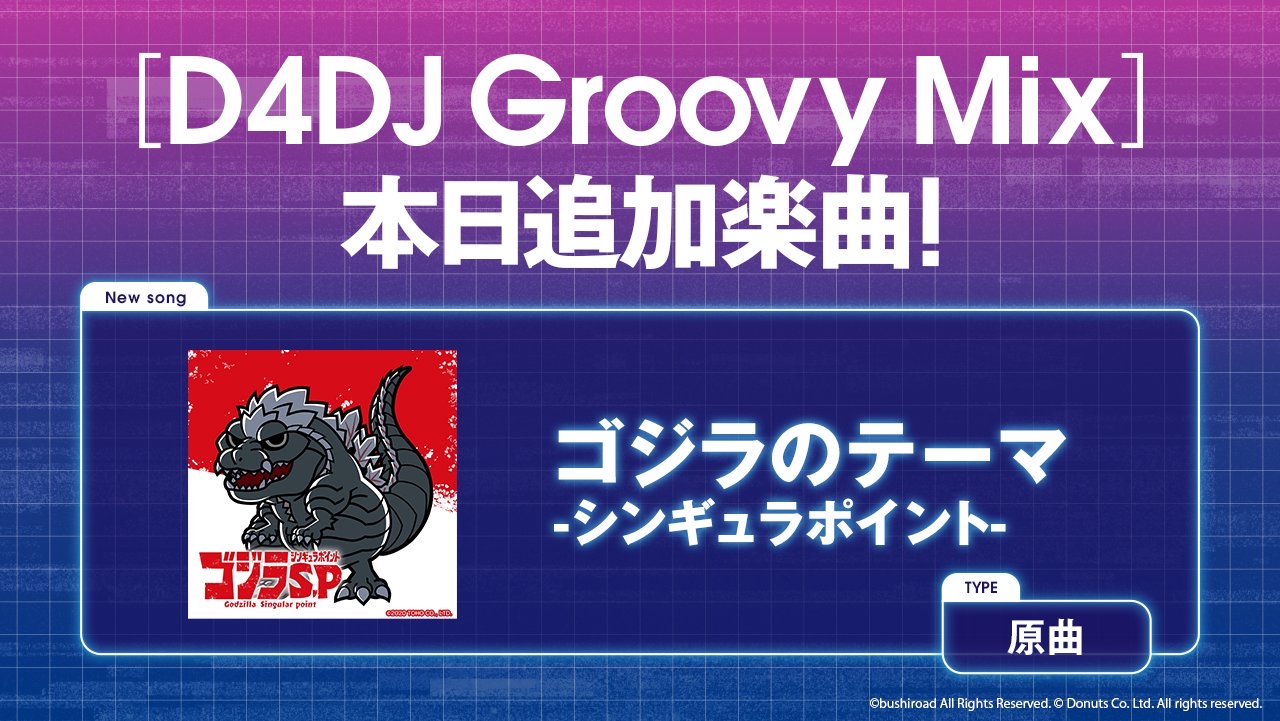 [D4DJ Groovy Mix]
本日追加楽曲!
New song
ゴジラ シンギュラポイント S.P
Godzilla Singular point
©2020 TOHO CO., LTD.
ゴジラのテーマ
-シンギュラポイント-
TYPE
原曲
©bushiroad All Rights Reserved. © Donuts Co. Ltd. All rights reserved.